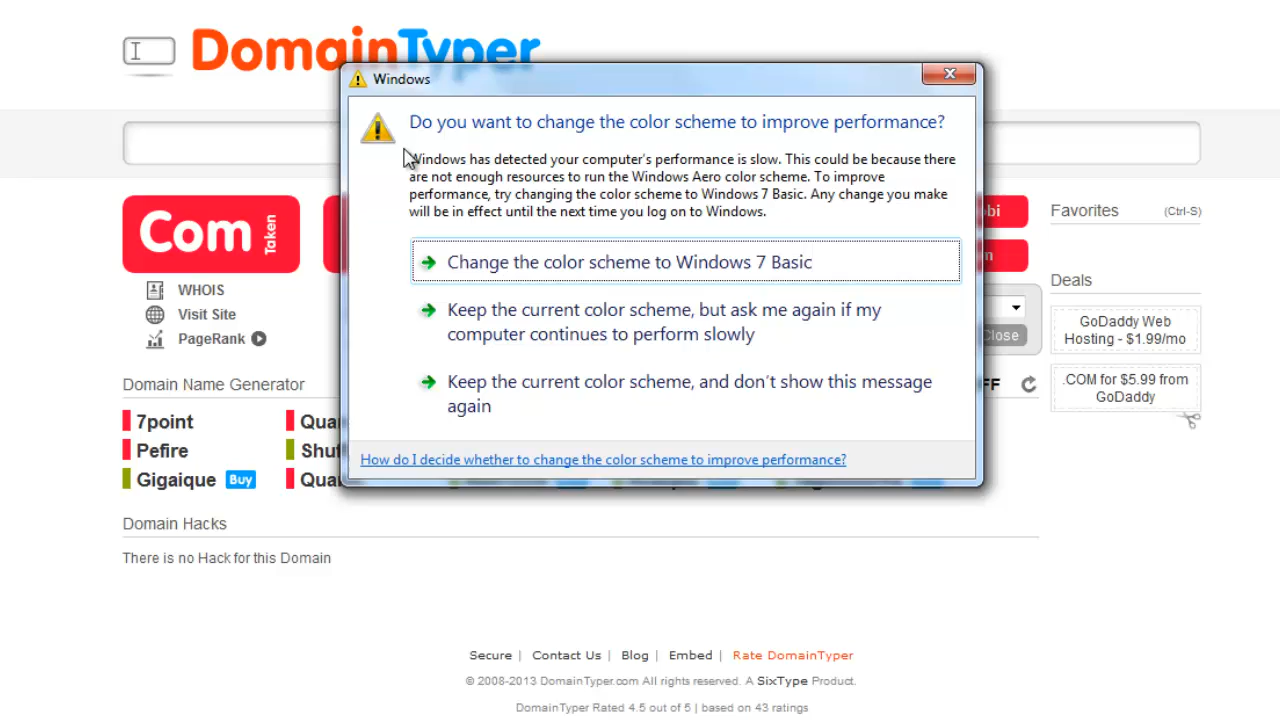 DomainTyper
Windows
Do you want to change the color scheme to improve performance?
Windows has detected your computer's performance is slow. This could be because there
are not enough resources to run the Windows Aero color scheme. To improve
performance, try changing the color scheme to Windows 7 Basic. Any change you make
will be in effect until the next time you log on to Windows.
Change the color scheme to Windows 7 Basic
Keep the current color scheme, but ask me again if my
computer continues to perform slowly
Keep the current color scheme, and don't show this message
again
How do I decide whether to change the color scheme to improve performance?
Com Taken
WHOIS
Visit Site
PageRank
Close
Favorites (Ctrl-S)
Deals
GoDaddy Web
Hosting - $1.99/mo
.COM for $5.99 from
GoDaddy
Domain Name Generator
7point
Pefire
Gigaique Buy
Domain Hacks
There is no Hack for this Domain
Secure | Contact Us | Blog | Embed | Rate DomainTyper
© 2008-2013 DomainTyper.com All rights reserved. A SixType Product.
DomainTyper Rated 4.5 out of 5 | based on 43 ratings